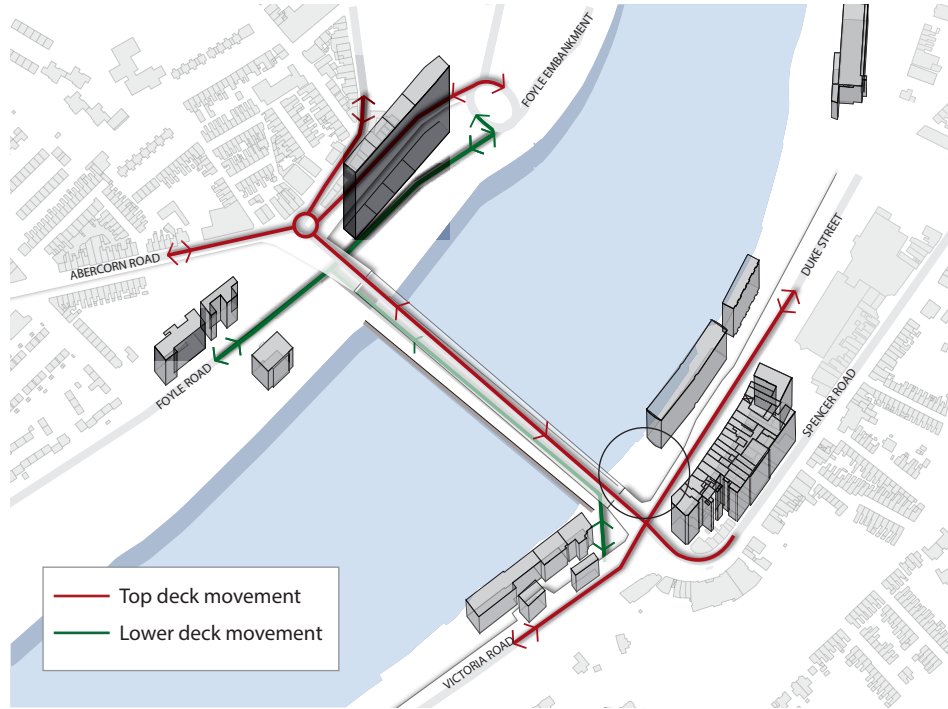 FOYLE EMBANKMENT
DUKE STREET
ABERCORN ROAD
FOYLE ROAD
SPENCER ROAD
VICTORIA ROAD
Top deck movement
Lower deck movement